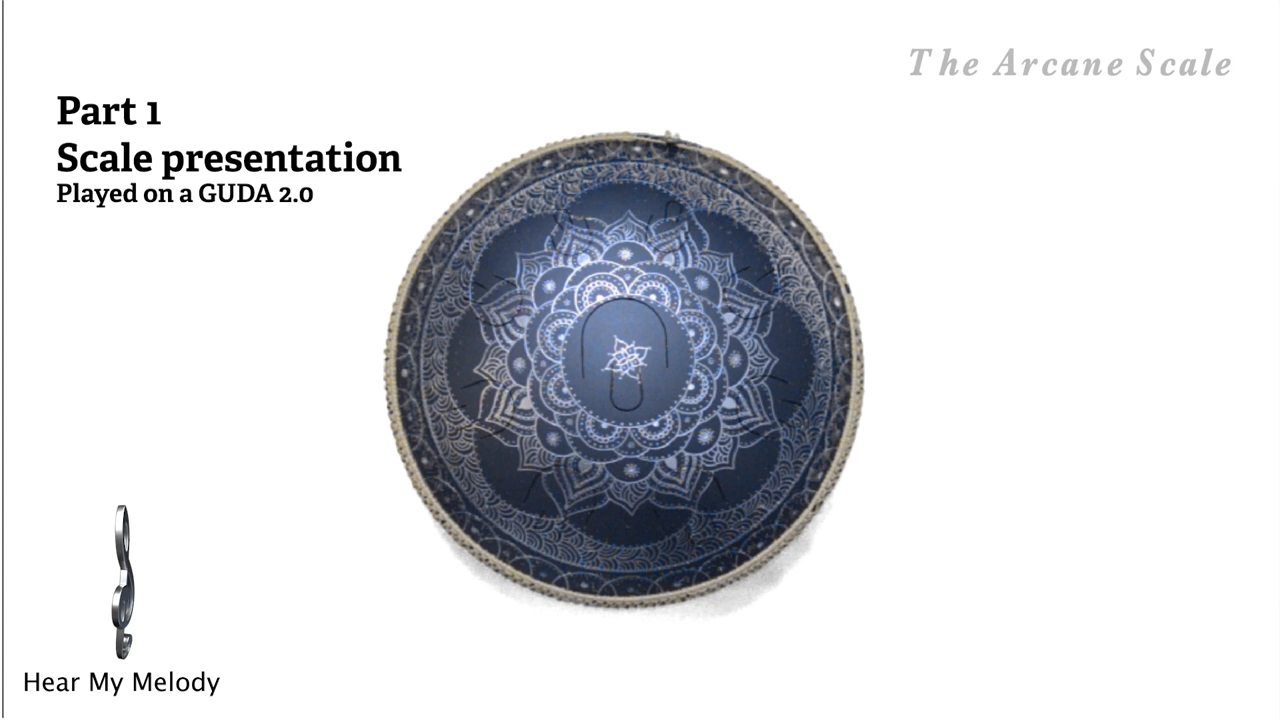 The Arcane Scale
Part 1
Scale presentation
Played on a GUDA 2.0
Hear My Melody